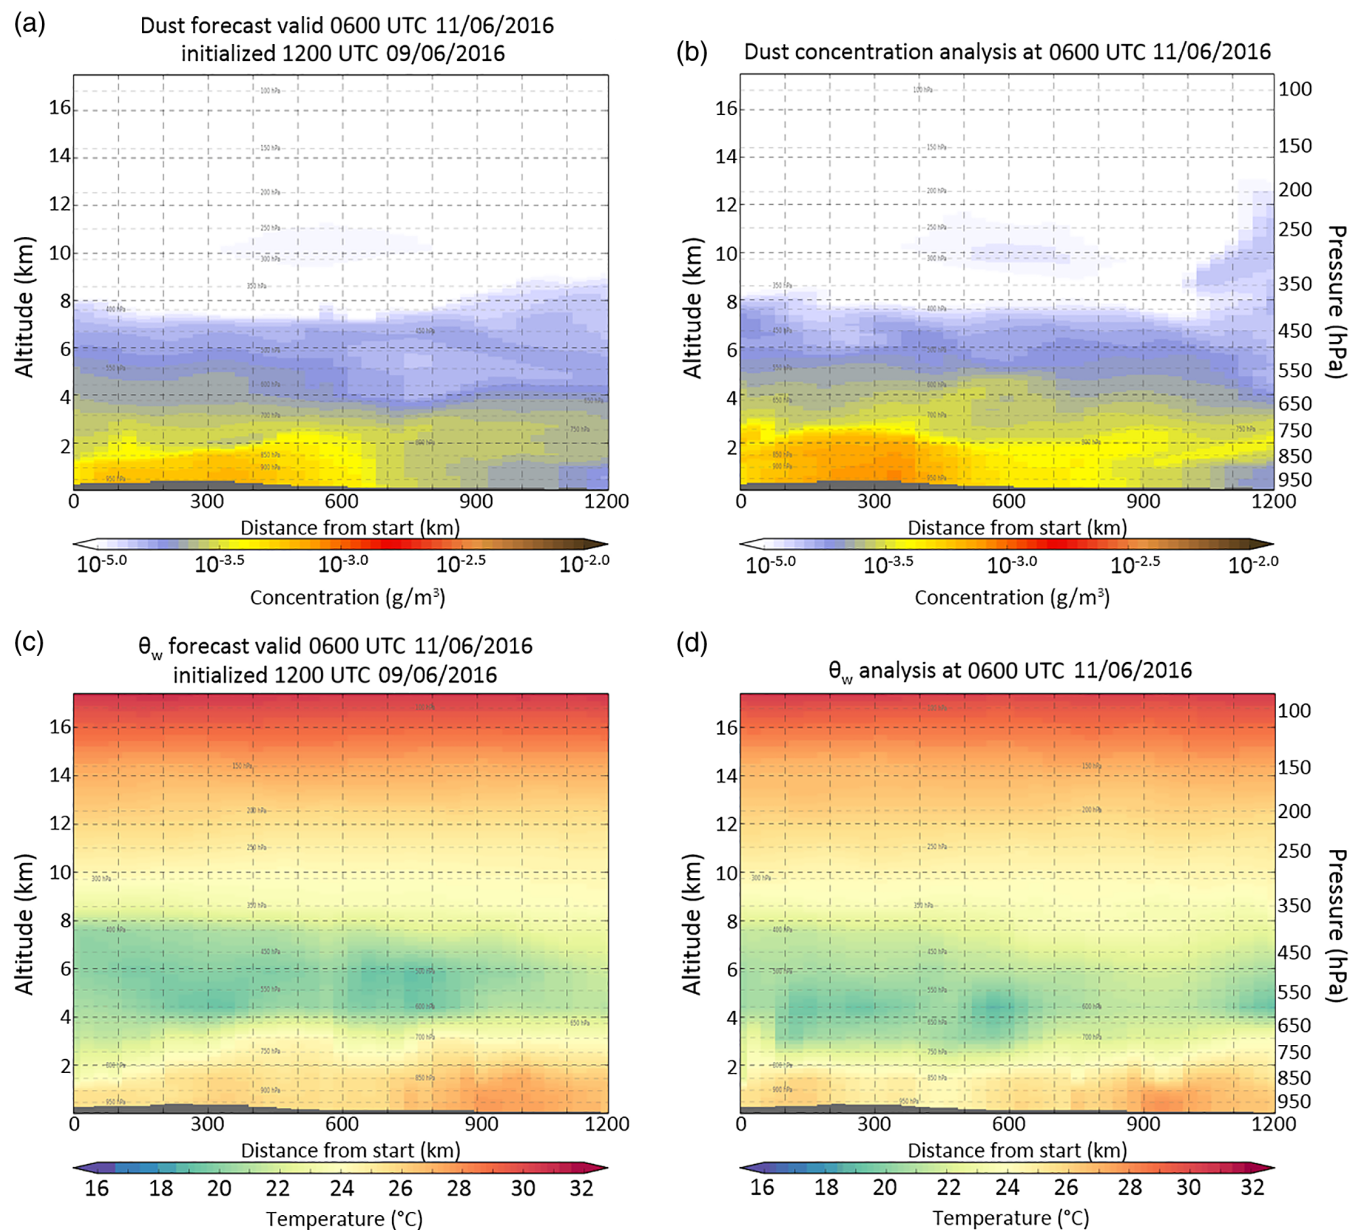 (a)
Dust forecast valid 0600 UTC 11/06/2016
initialized 1200 UTC 09/06/2016
16
14
12
10
8
6
4
2
Altitude (km)
0 300 600 900 1200
Distance from start (km)
10-5.0 10-3.5 10-3.0 10-2.5 10-2.0
Concentration (g/m3)
(b)
Dust concentration analysis at 0600 UTC 11/06/2016
16
14
12
10
8
6
4
2
Altitude (km)
100
150
200
250
350
450
550
650
750
850
950
Pressure (hPa)
0 300 600 900 1200
Distance from start (km)
10-5.0 10-3.5 10-3.0 10-2.5 10-2.0
Concentration (g/m3)
(c)
θw forecast valid 0600 UTC 11/06/2016
initialized 1200 UTC 09/06/2016
16
14
12
10
8
6
4
2
Altitude (km)
0 300 600 900 1200
Distance from start (km)
16 18 20 22 24 26 28 30 32
Temperature (°C)
(d)
θw analysis at 0600 UTC 11/06/2016
16
14
12
10
8
6
4
2
Altitude (km)
100
150
200
250
350
450
550
650
750
850
950
Pressure (hPa)
0 300 600 900 1200
Distance from start (km)
16 18 20 22 24 26 28 30 32
Temperature (°C)